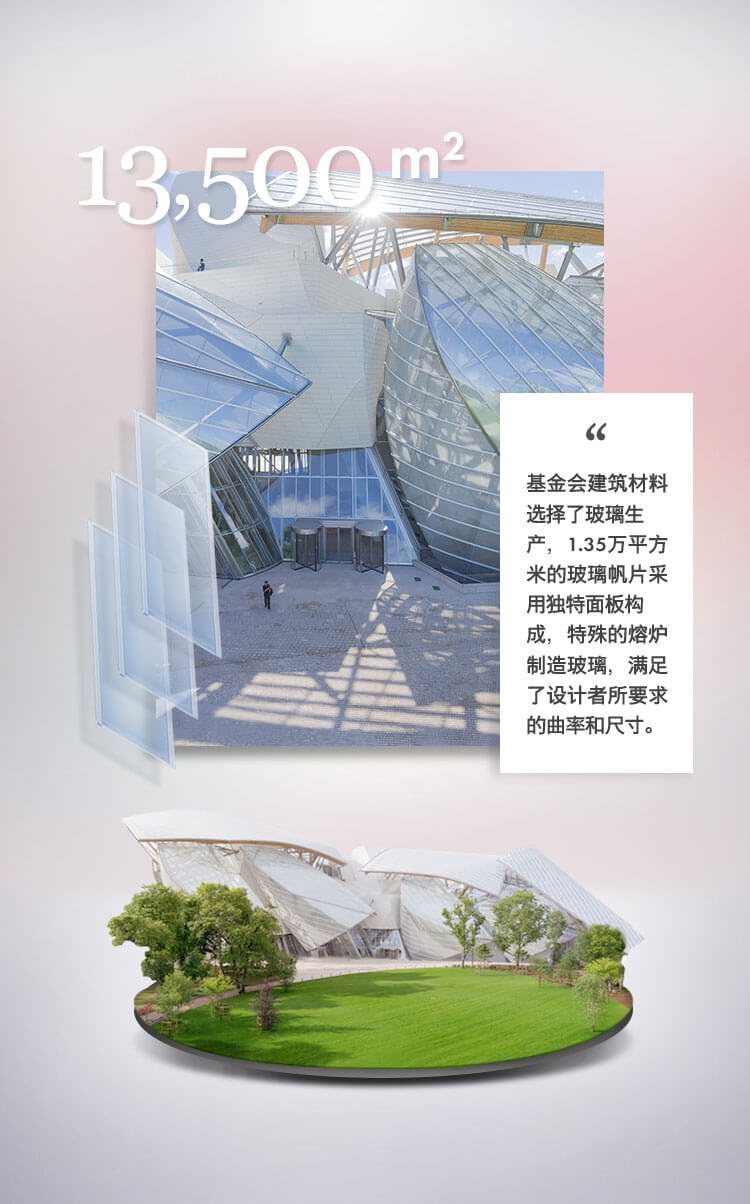 13,500 m²
“
基金会建筑材料
选择了玻璃生
产，1.35万平方
米的玻璃帆片采
用独特面板构
成，特殊的熔炉
制造玻璃，满足
了设计者所要求
的曲率和尺寸。